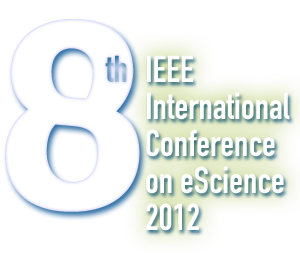 8th
IEEE
International
Conference
on eScience
2012